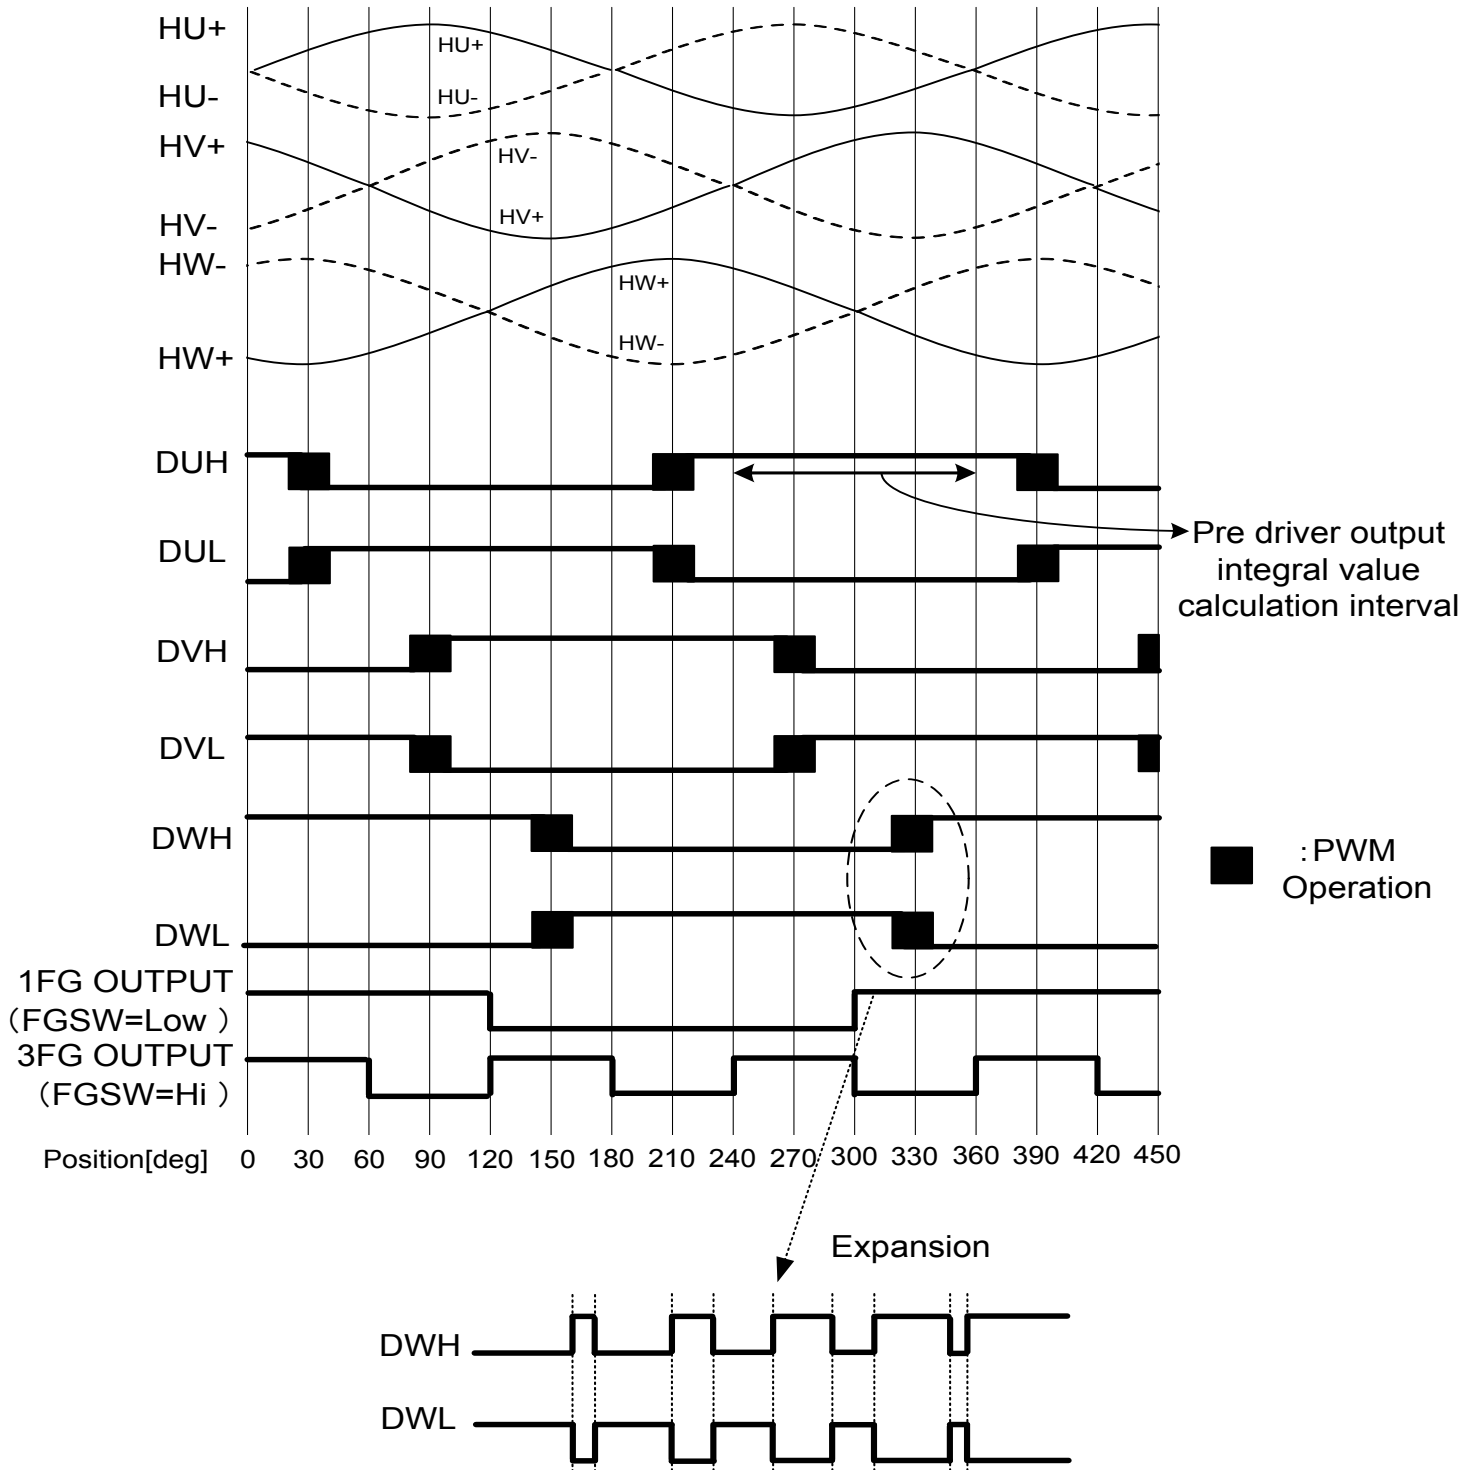 HU+
HU+
HU-
HU-
HV+
HV-
HV-
HV+
HW-
HW+
HW-
HW+
DUH
DUL
Pre driver output
integral value
calculation interval
DVH
DVL
DWH
:PWM
Operation
DWL
1FG OUTPUT
(FGSW=Low )
3FG OUTPUT
(FGSW=Hi )
Position[deg] 0 30 60 90 120 150 180 210 240 270 300 330 360 390 420 450
Expansion
DWH
DWL